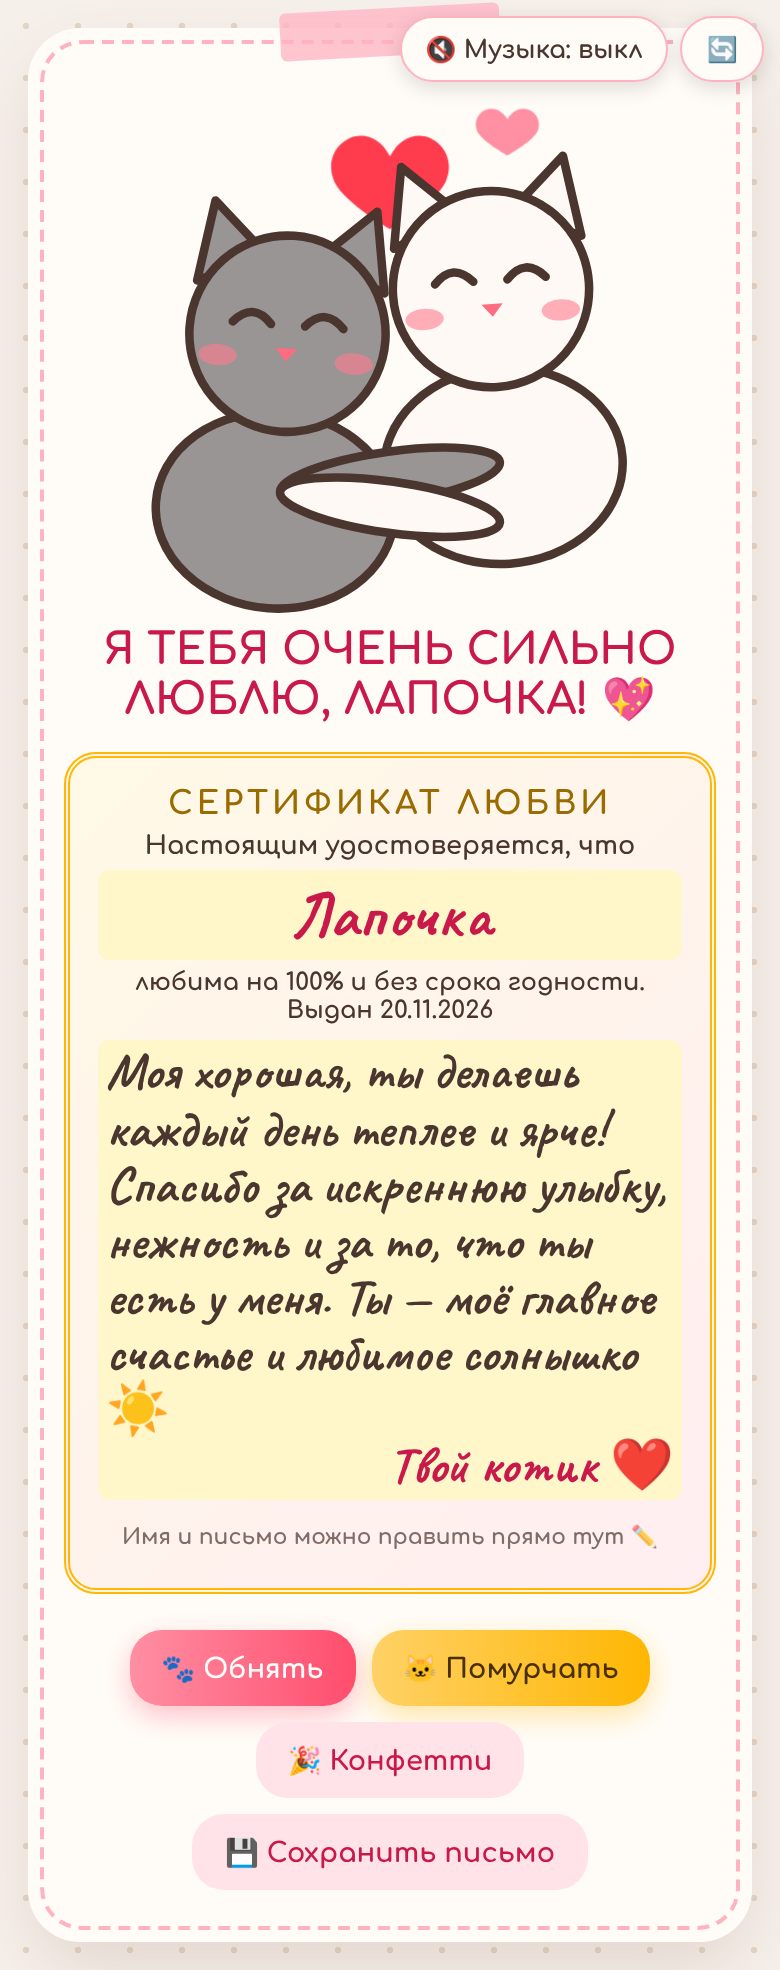 🔇 Музыка: выкл
🔄
Я ТЕБЯ ОЧЕНЬ СИЛЬНО
ЛЮБЛЮ, ЛАПОЧКА! 💖
СЕРТИФИКАТ ЛЮБВИ
Настоящим удостоверяется, что
Лапочка
любима на 100% и без срока годности.
Выдан 20.11.2026
Моя хорошая, ты делаешь
каждый день теплее и ярче!
Спасибо за искреннюю улыбку,
нежность и за то, что ты
есть у меня. Ты — моё главное
счастье и любимое солнышко
☀️
Твой котик ❤️
Имя и письмо можно править прямо тут ✏️
🐾 Обнять
🐱 Помурчать
🎉 Конфетти
💾 Сохранить письмо